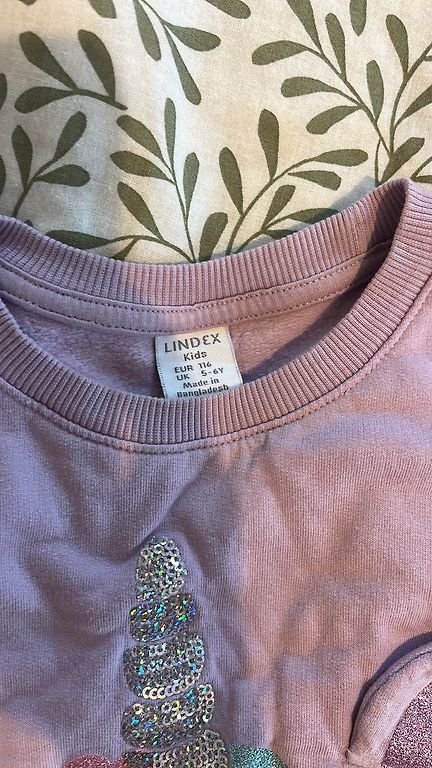 LINDEX
Kids
EUR 116
UK 5-6Y
Made in
Bangladesh